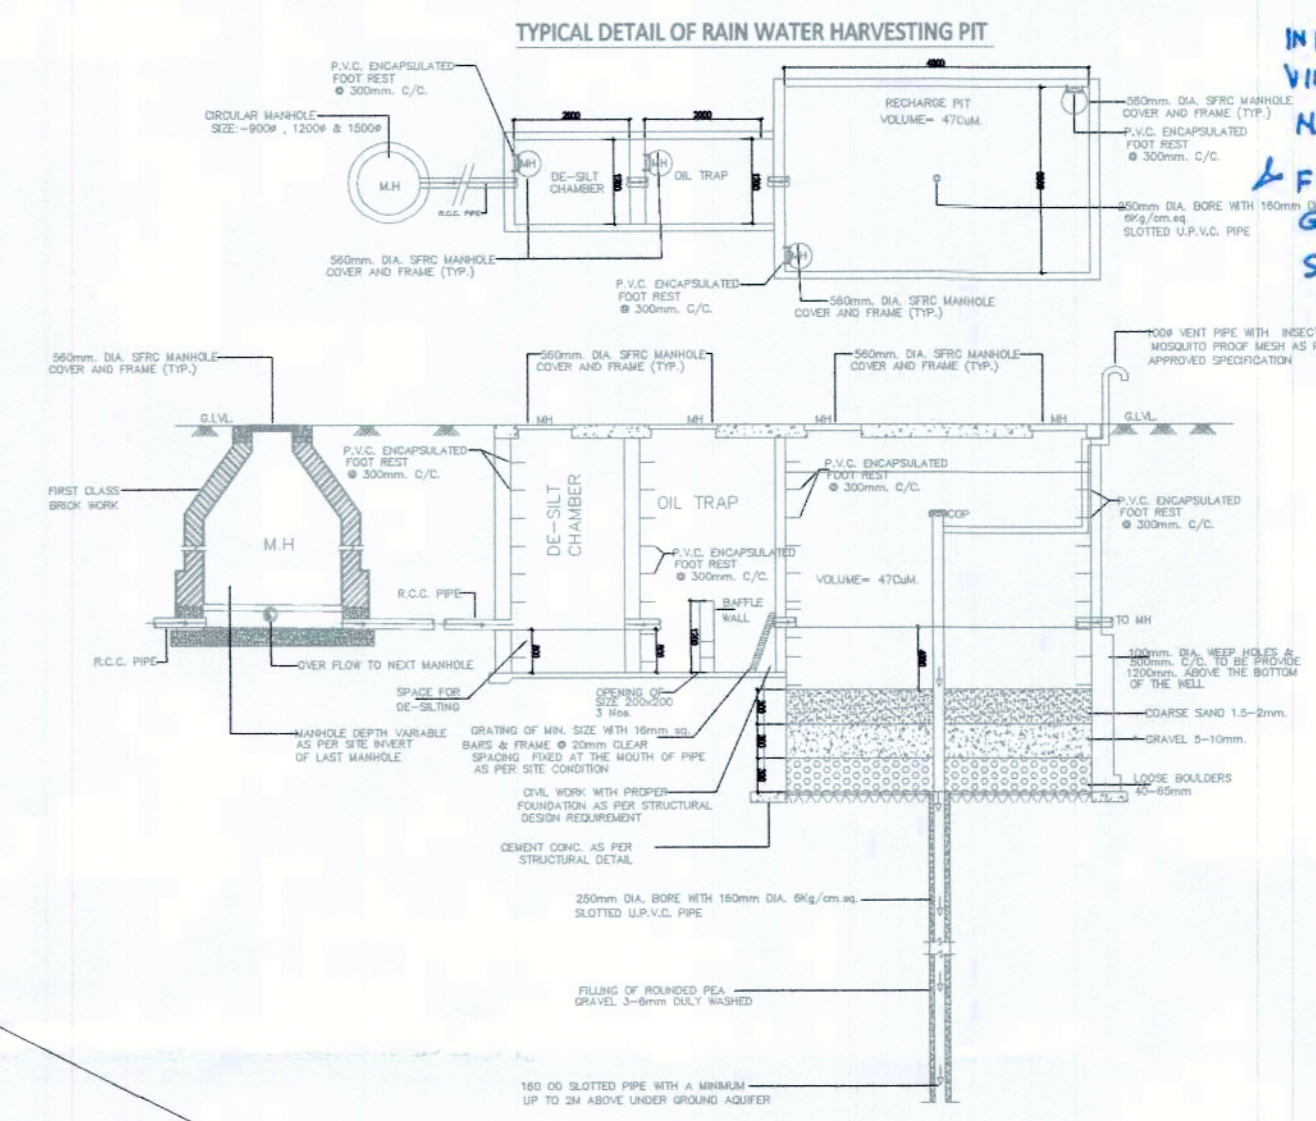 TYPICAL DETAIL OF RAIN WATER HARVESTING PIT
P.V.C. ENCAPSULATED
FOOT REST
@ 300mm. C/C.
CIRCULAR MANHOLE
SIZE:-900ø , 1200ø & 1500ø
M.H
R.C.C. PIPE
2000
2000
MH
DE-SILT
CHAMBER
MH
OIL TRAP
560mm. DIA. SFRC MANHOLE
COVER AND FRAME (TYP.)
RECHARGE PIT
VOLUME= 47CuM.
560mm. DIA. SFRC MANHOLE
COVER AND FRAME (TYP.)
P.V.C. ENCAPSULATED
FOOT REST
@ 300mm. C/C.
250mm DIA. BORE WITH 160mm
6Kg/cm.sq.
SLOTTED U.P.V.C. PIPE
MH
P.V.C. ENCAPSULATED
FOOT REST
@ 300mm. C/C.
560mm. DIA. SFRC MANHOLE
COVER AND FRAME (TYP.)
IN
560mm. DIA. SFRC MANHOLE
COVER AND FRAME (TYP.)
560mm. DIA. SFRC MANHOLE
COVER AND FRAME (TYP.)
560mm. DIA. SFRC MANHOLE
COVER AND FRAME (TYP.)
VENT PIPE WITH
MOSQUITO PROOF MESH AS
APPROVED SPECIFICATION
G.LVL.
MH
MH
MH
MH
G.LVL.
P.V.C. ENCAPSULATED
FOOT REST
@ 300mm. C/C.
FIRST CLASS
BRICK WORK
M.H
DE-SILT
CHAMBER
OIL TRAP
P.V.C. ENCAPSULATED
FOOT REST
@ 300mm. C/C.
P.V.C. ENCAPSULATED
FOOT REST
@ 300mm. C/C.
P.V.C. ENCAPSULATED
FOOT REST
@ 300mm. C/C.
VOLUME= 47CuM.
R.C.C. PIPE
BAFFLE
WALL
TO MH
R.C.C. PIPE
OVER FLOW TO NEXT MANHOLE
SPACE FOR
DE-SILTING
OPENING OF
SIZE 200x200
3 Nos.
100mm. DIA. WEEP HOLES &
500mm. C/C. TO BE PROVIDE
1200mm. ABOVE THE BOTTOM
OF THE WELL
MANHOLE DEPTH VARIABLE
AS PER SITE INVERT
OF LAST MANHOLE
GRATING OF MIN. SIZE WITH 16mm sq.
BARS & FRAME @ 20mm CLEAR
SPACING FIXED AT THE MOUTH OF PIPE
AS PER SITE CONDITION
COARSE SAND 1.5-2mm.
GRAVEL 5-10mm.
LOOSE BOULDERS
40-65mm
CIVIL WORK WITH PROPER
FOUNDATION AS PER STRUCTURAL
DESIGN REQUIREMENT
CEMENT CONC. AS PER
STRUCTURAL DETAIL
250mm DIA. BORE WITH 160mm DIA. 6Kg/cm.sq.
SLOTTED U.P.V.C. PIPE
FILLING OF ROUNDED PEA
GRAVEL 3-6mm DULY WASHED
160 OD SLOTTED PIPE WITH A MINIMUM
UP TO 2M ABOVE UNDER GROUND AQUIFER